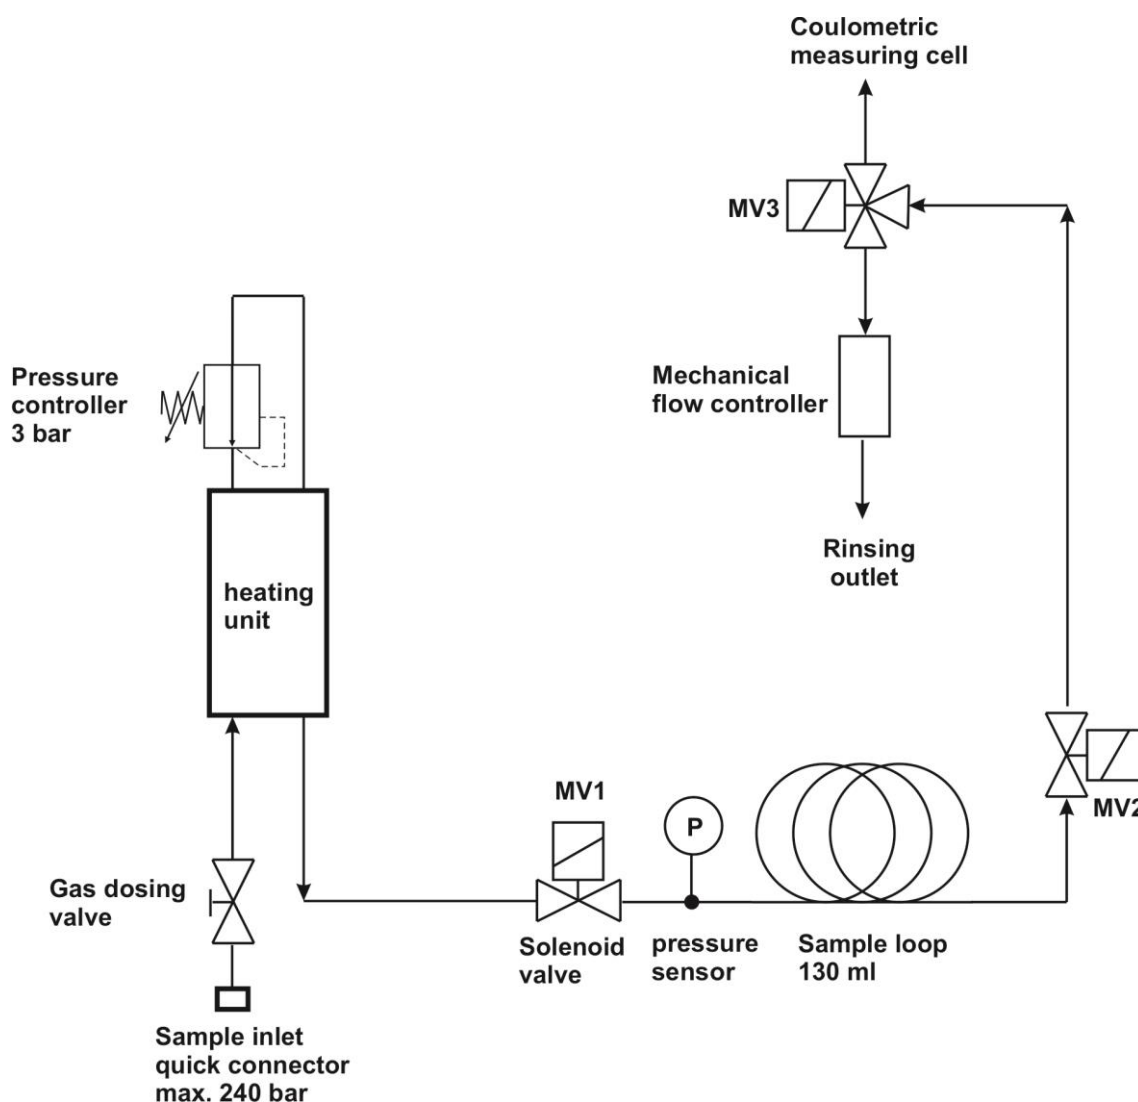 Coulometric
measuring cell
MV3
Pressure
controller
3 bar
Mechanical
flow controller
Rinsing
outlet
heating
unit
MV1
P
MV2
Gas dosing
valve
Solenoid
valve
pressure
sensor
Sample loop
130 ml
Sample inlet
quick connector
max. 240 bar